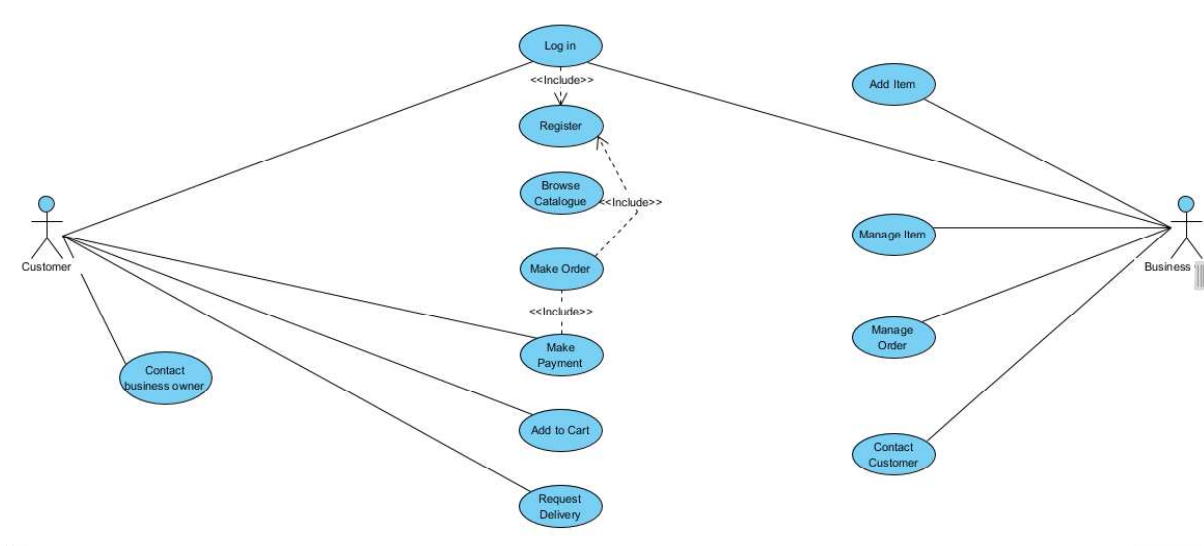 Log in
<<Include>>
Add Item
Register
Browse
Catalogue
<<Include>>
Manage Item
Customer
Make Order
Business
<<Include>>
Manage
Order
Make
Payment
Contact
business owner
Add to Cart
Contact
Customer
Request
Delivery